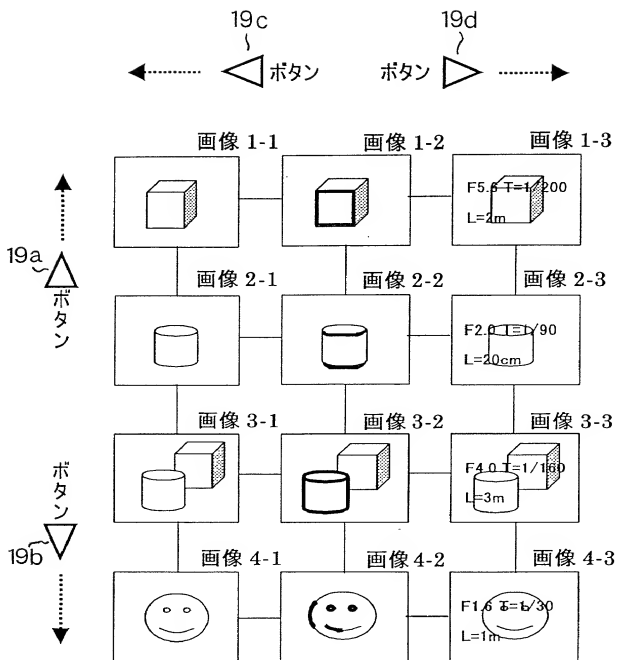 19c
19d
ボタン
ボタン
画像 1-1
画像 1-2
画像 1-3
F5.6 T=1/200
L=2m
19a
ボタン
画像 2-1
画像 2-2
画像 2-3
F2.0 T=1/90
L=20cm
画像 3-1
画像 3-2
画像 3-3
F4.0 T=1/160
L=3m
ボタン
19b
画像 4-1
画像 4-2
画像 4-3
F1.6 T=1/30
L=1m